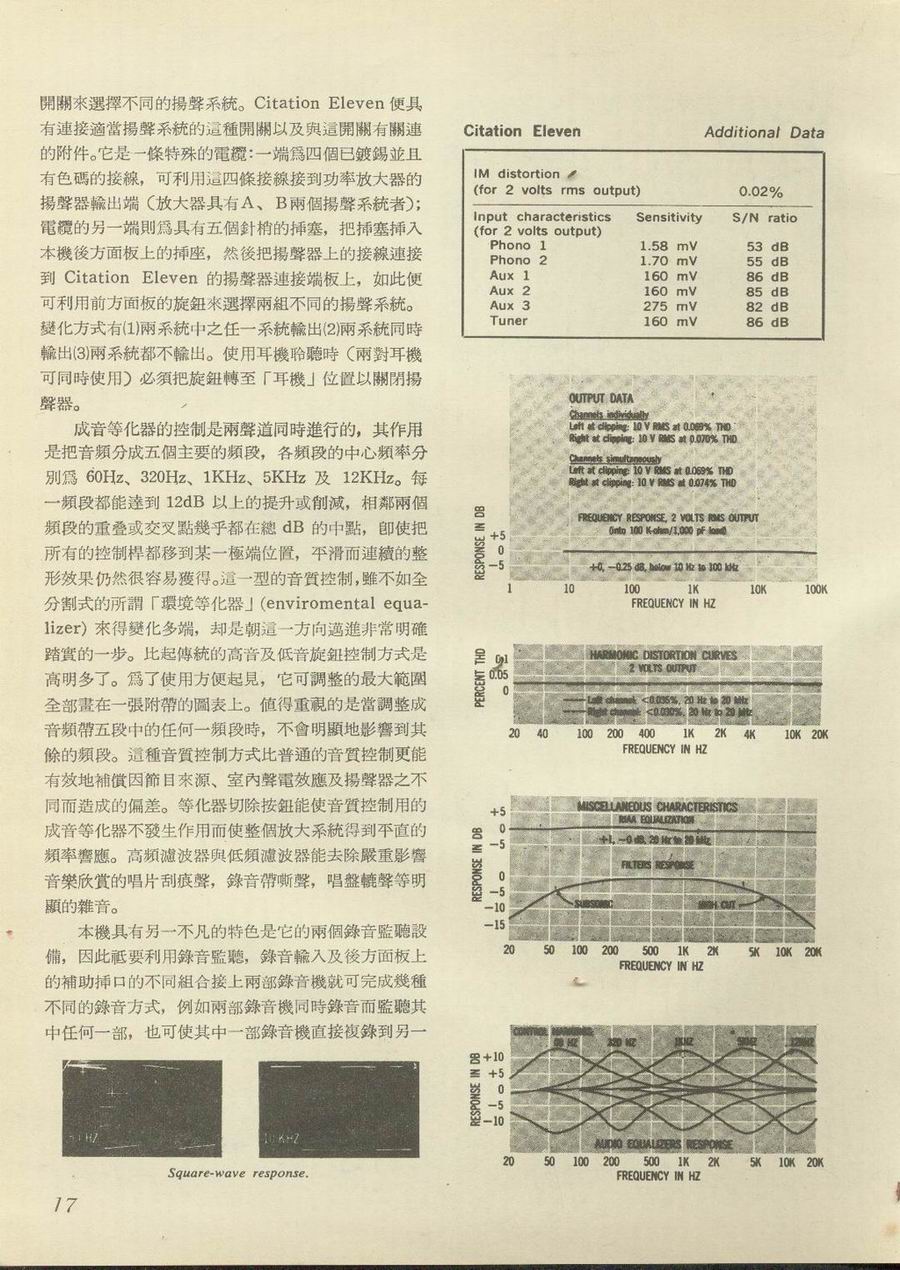 開關來選擇不同的揚聲系統。Citation Eleven 便具
有連接適當揚聲系統的這種開關以及與這開關有關連
的附件。它是一條特殊的電纜：一端爲四個已鍍錫並且
有色碼的接線，可利用這四條接線接到功率放大器的
揚聲器輸出端（放大器具有A、B兩個揚聲系統者）；
電纜的另一端則爲具有五個針梢的揷塞，把揷塞揷入
本機後方面板上的揷座，然後把揚聲器上的接線連接
到 Citation Eleven 的揚聲器連接端板上，如此便
可利用前方面板的旋鈕來選擇兩組不同的揚聲系統。
變化方式有⑴兩系統中之任一系統輸出⑵兩系統同時
輸出⑶兩系統都不輸出。使用耳機聆聽時（兩對耳機
可同時使用）必須把旋鈕轉至「耳機」位置以關閉揚
聲器。
成音等化器的控制是兩聲道同時進行的，其作用
是把音頻分成五個主要的頻段，各頻段的中心頻率分
別爲 60Hz、320Hz、1KHz、5KHz 及 12KHz。每
一頻段都能達到 12dB 以上的提升或削減，相鄰兩個
頻段的重叠或交叉點幾乎都在總 dB 的中點，卽使把
所有的控制桿都移到某一極端位置，平滑而連續的整
形效果仍然很容易獲得。這一型的音質控制，雖不如全
分割式的所謂「環境等化器」(enviromental equa-
lizer) 來得變化多端，却是朝這一方向邁進非常明確
踏實的一步。比起傳統的高音及低音旋鈕控制方式是
高明多了。爲了使用方便起見，它可調整的最大範圍
全部畫在一張附帶的圖表上。値得重視的是當調整成
音頻帶五段中的任何一頻段時，不會明顯地影響到其
餘的頻段。這種音質控制方式比普通的音質控制更能
有效地補償因節目來源、室內聲電效應及揚聲器之不
同而造成的偏差。等化器切除按鈕能使音質控制用的
成音等化器不發生作用而使整個放大系統得到平直的
頻率響應。高頻濾波器與低頻濾波器能去除嚴重影響
音樂欣賞的唱片刮痕聲，錄音帶嘶聲，唱盤轆聲等明
顯的雜音。
本機具有另一不凡的特色是它的兩個錄音監聽設
備，因此祗要利用錄音監聽，錄音輸入及後方面板上
的補助揷口的不同組合接上兩部錄音機就可完成幾種
不同的錄音方式，例如兩部錄音機同時錄音而監聽其
中任何一部，也可使其中一部錄音機直接複錄到另一
HZ
10 KHZ
Square-wave response.
17
Citation Eleven Additional Data
IM distortion
(for 2 volts rms output) 0.02%
Input characteristics Sensitivity S/N ratio
(for 2 volts output)
Phono 1 1.58 mV 53 dB
Phono 2 1.70 mV 55 dB
Aux 1 160 mV 86 dB
Aux 2 160 mV 85 dB
Aux 3 275 mV 82 dB
Tuner 160 mV 86 dB
OUTPUT DATA
Channels individually
Left at clipping: 10 V RMS at 0.069% THD
Right at clipping: 10 V RMS at 0.070% THD
Channels simultaneously
Left at clipping: 10 V RMS at 0.069% THD
Right at clipping: 10 V RMS at 0.074% THD
FREQUENCY RESPONSE, 2 VOLTS RMS OUTPUT
(into 100 K-ohm/1,000 pF load)
RESPONSE IN DB
+5
0
−5
+0, −0.25 dB, below 10 Hz to 100 kHz
1 10 100 1K 10K 100K
FREQUENCY IN HZ
HARMONIC DISTORTION CURVES
2 VOLTS OUTPUT
PERCENT THD
0.1
0.05
0
Left channel: <0.035%, 20 Hz to 20 kHz
Right channel: <0.030%, 20 Hz to 20 kHz
20 40 100 200 400 1K 2K 4K 10K 20K
FREQUENCY IN HZ
MISCELLANEOUS CHARACTERISTICS
RIAA EQUALIZATION
RESPONSE IN DB
+5
0
−5
+1, −0 dB, 20 Hz to 20 kHz
FILTERS RESPONSE
0
−5
−10
−15
SUBSONIC HIGH CUT
20 50 100 200 500 1K 2K 5K 10K 20K
FREQUENCY IN HZ
CONTROL MARKINGS:
60 HZ 320 HZ 1KHZ 5KHZ 12KHZ
RESPONSE IN DB
+10
+5
0
−5
−10
AUDIO EQUALIZERS RESPONSE
20 50 100 200 500 1K 2K 5K 10K 20K
FREQUENCY IN HZ